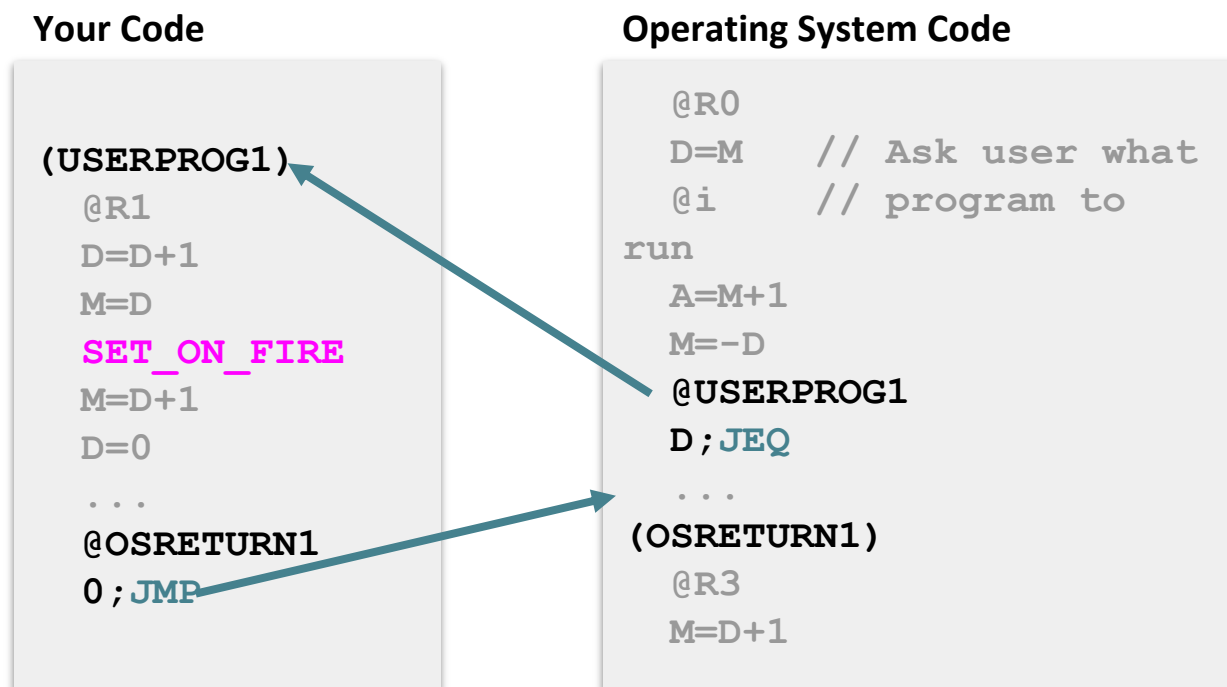 Your Code
(USERPROG1)
@R1
D=D+1
M=D
SET_ON_FIRE
M=D+1
D=0
...
@OSRETURN1
0;JMP
Operating System Code
@R0
D=M // Ask user what
@i // program to
run
A=M+1
M=-D
@USERPROG1
D;JEQ
...
(OSRETURN1)
@R3
M=D+1